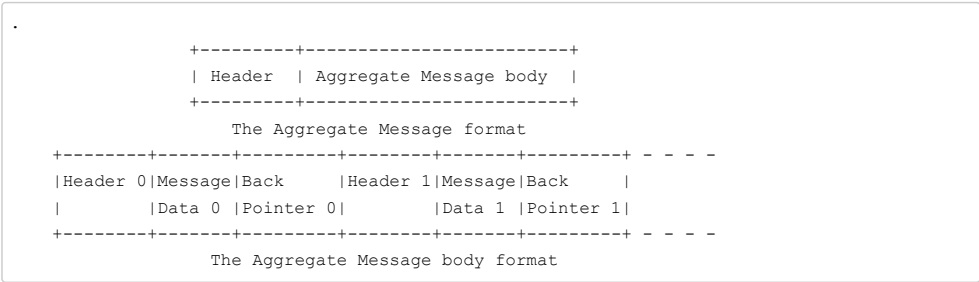 .
                 +---------+-------------------------+
                 | Header  | Aggregate Message body  |
                 +---------+-------------------------+
                     The Aggregate Message format
    +--------+-------+---------+--------+-------+---------+ - - - -
    |Header 0|Message|Back     |Header 1|Message|Back     |
    |        |Data 0 |Pointer 0|        |Data 1 |Pointer 1|
    +--------+-------+---------+--------+-------+---------+ - - - -
                   The Aggregate Message body format